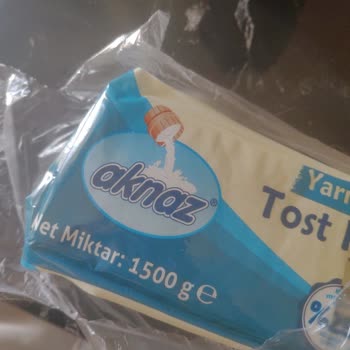 aknaz®
Net Miktar: 1500 g ℮
Yarı
Tost
%